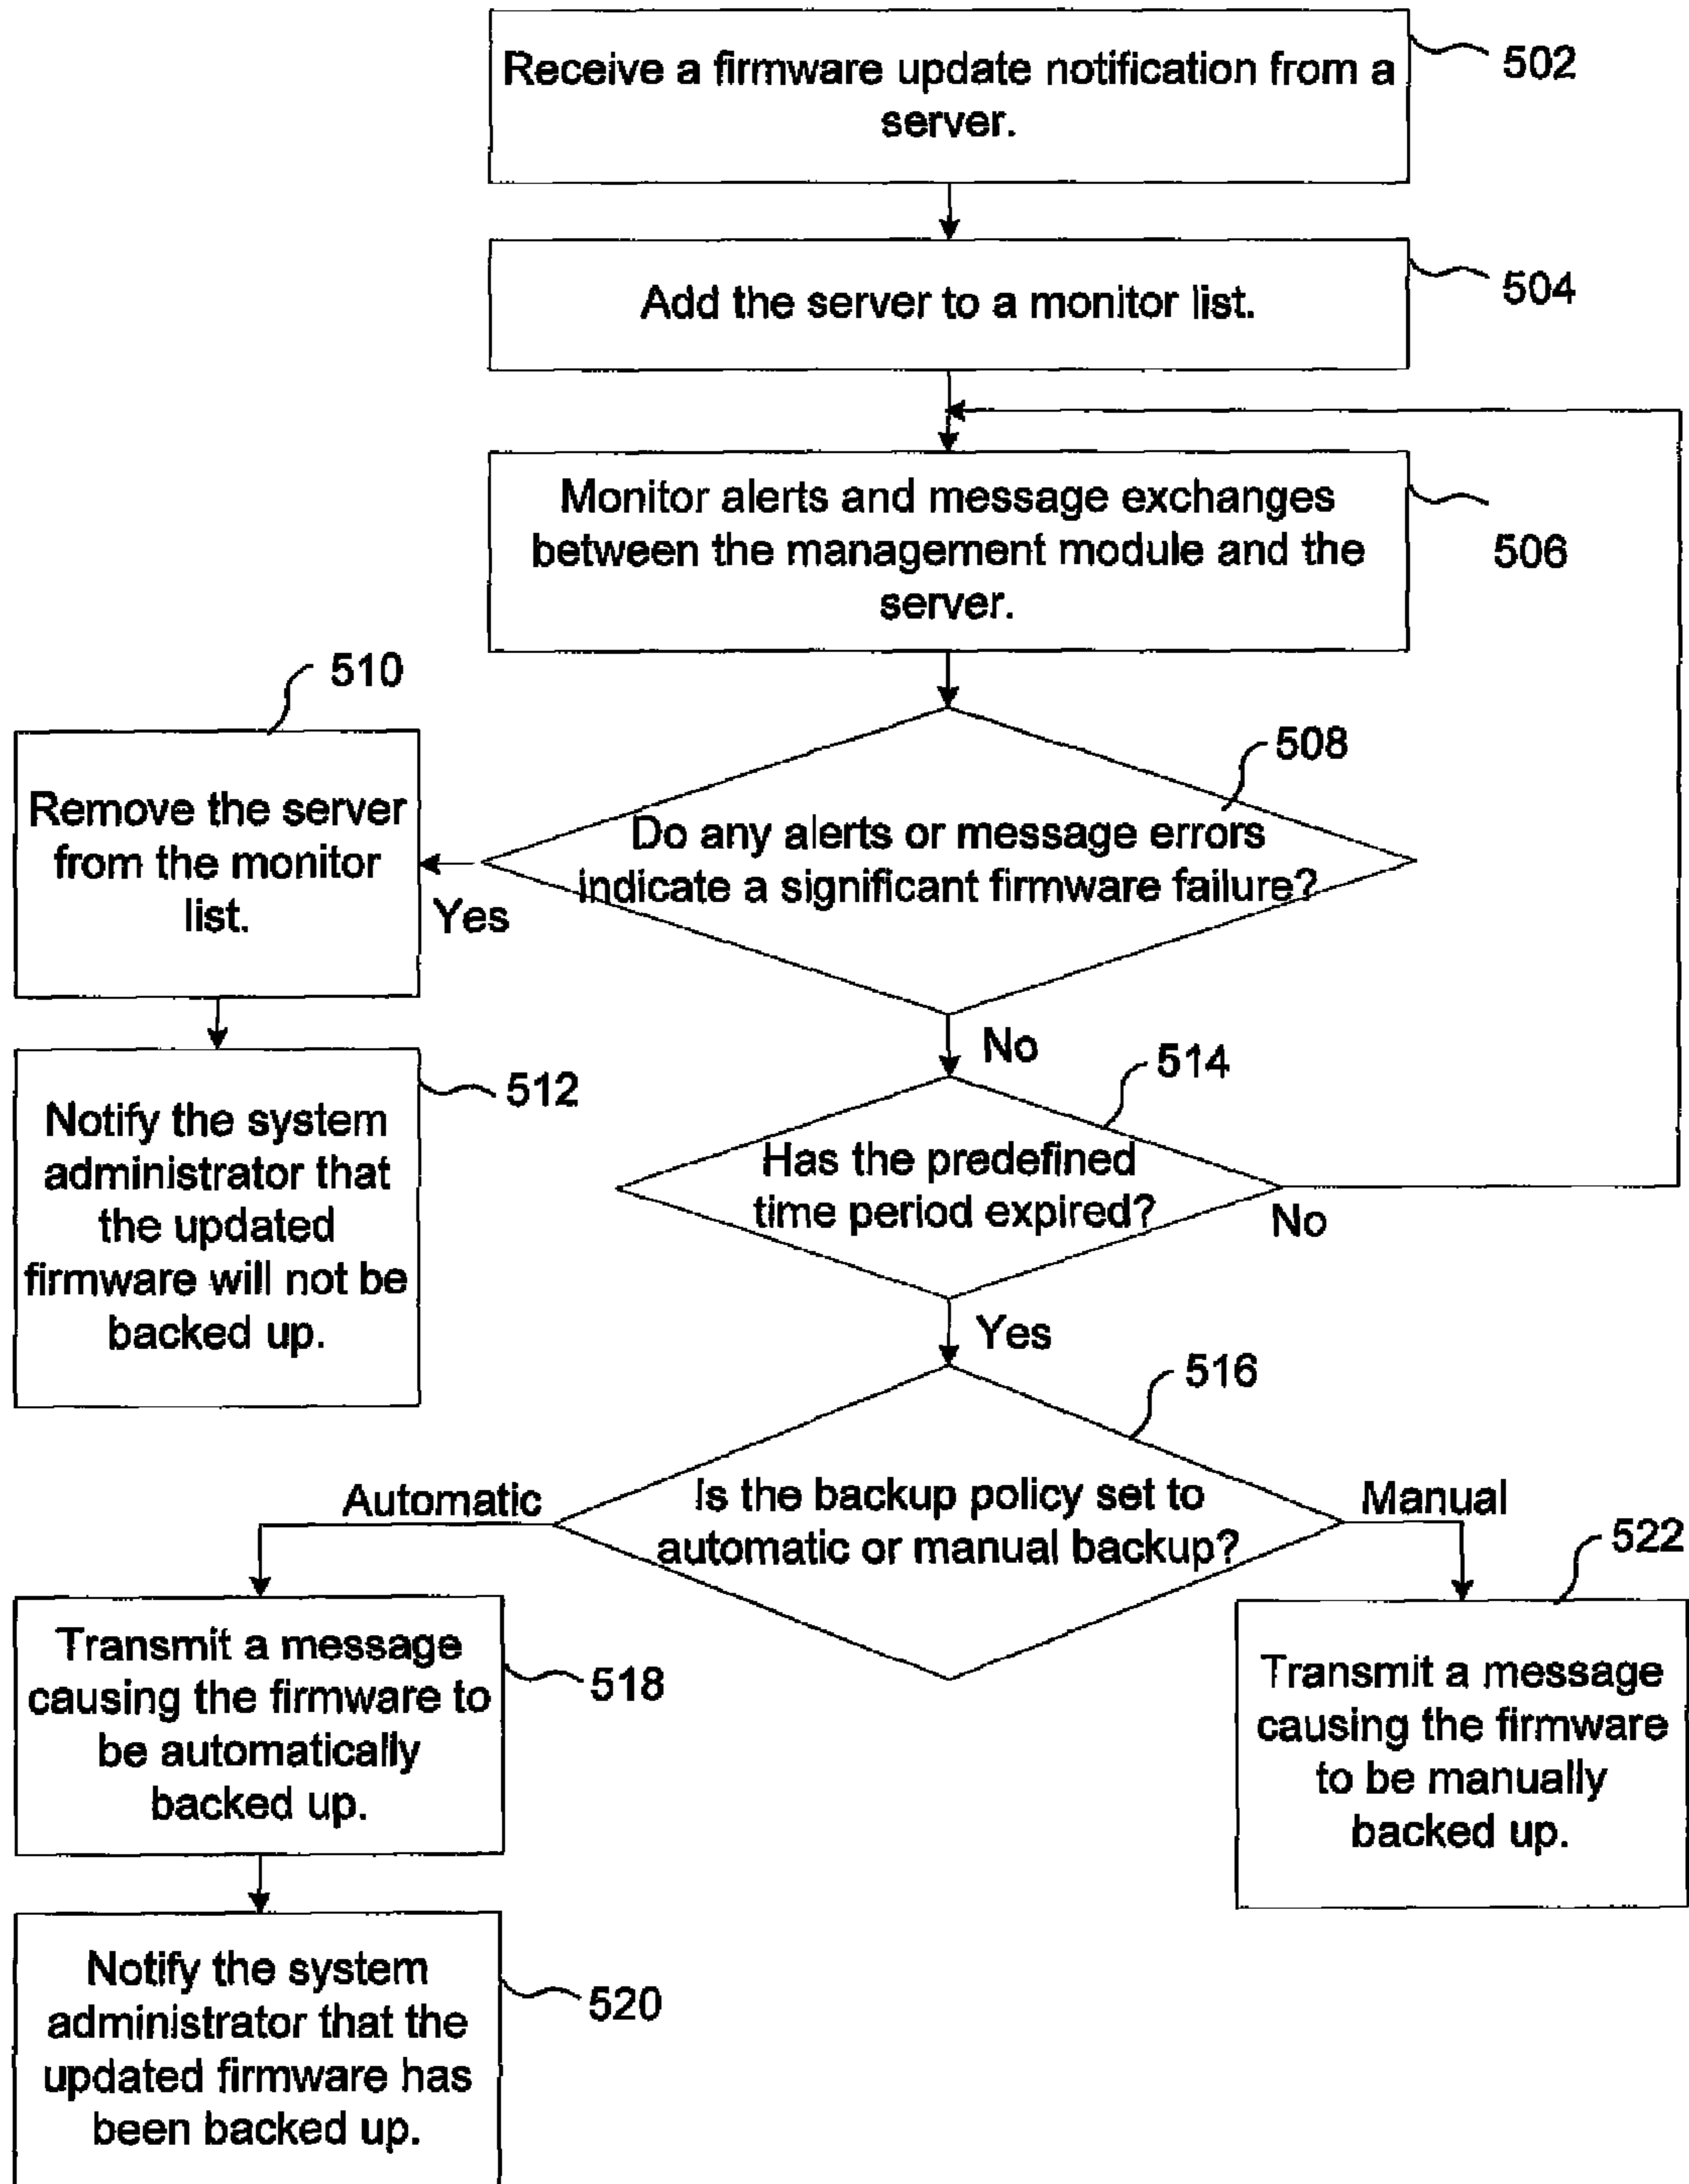 Receive a firmware update notification from a
server.
502
Add the server to a monitor list.
504
Monitor alerts and message exchanges
between the management module and the
server.
506
510
Remove the server
from the monitor
list.
508
Do any alerts or message errors
indicate a significant firmware failure?
Yes
No
512
Notify the system
administrator that
the updated
firmware will not be
backed up.
514
Has the predefined
time period expired?
No
Yes
516
Is the backup policy set to
automatic or manual backup?
Automatic
Manual
522
Transmit a message
causing the firmware to
be automatically
backed up.
518
Transmit a message
causing the firmware
to be manually
backed up.
Notify the system
administrator that the
updated firmware has
been backed up.
520